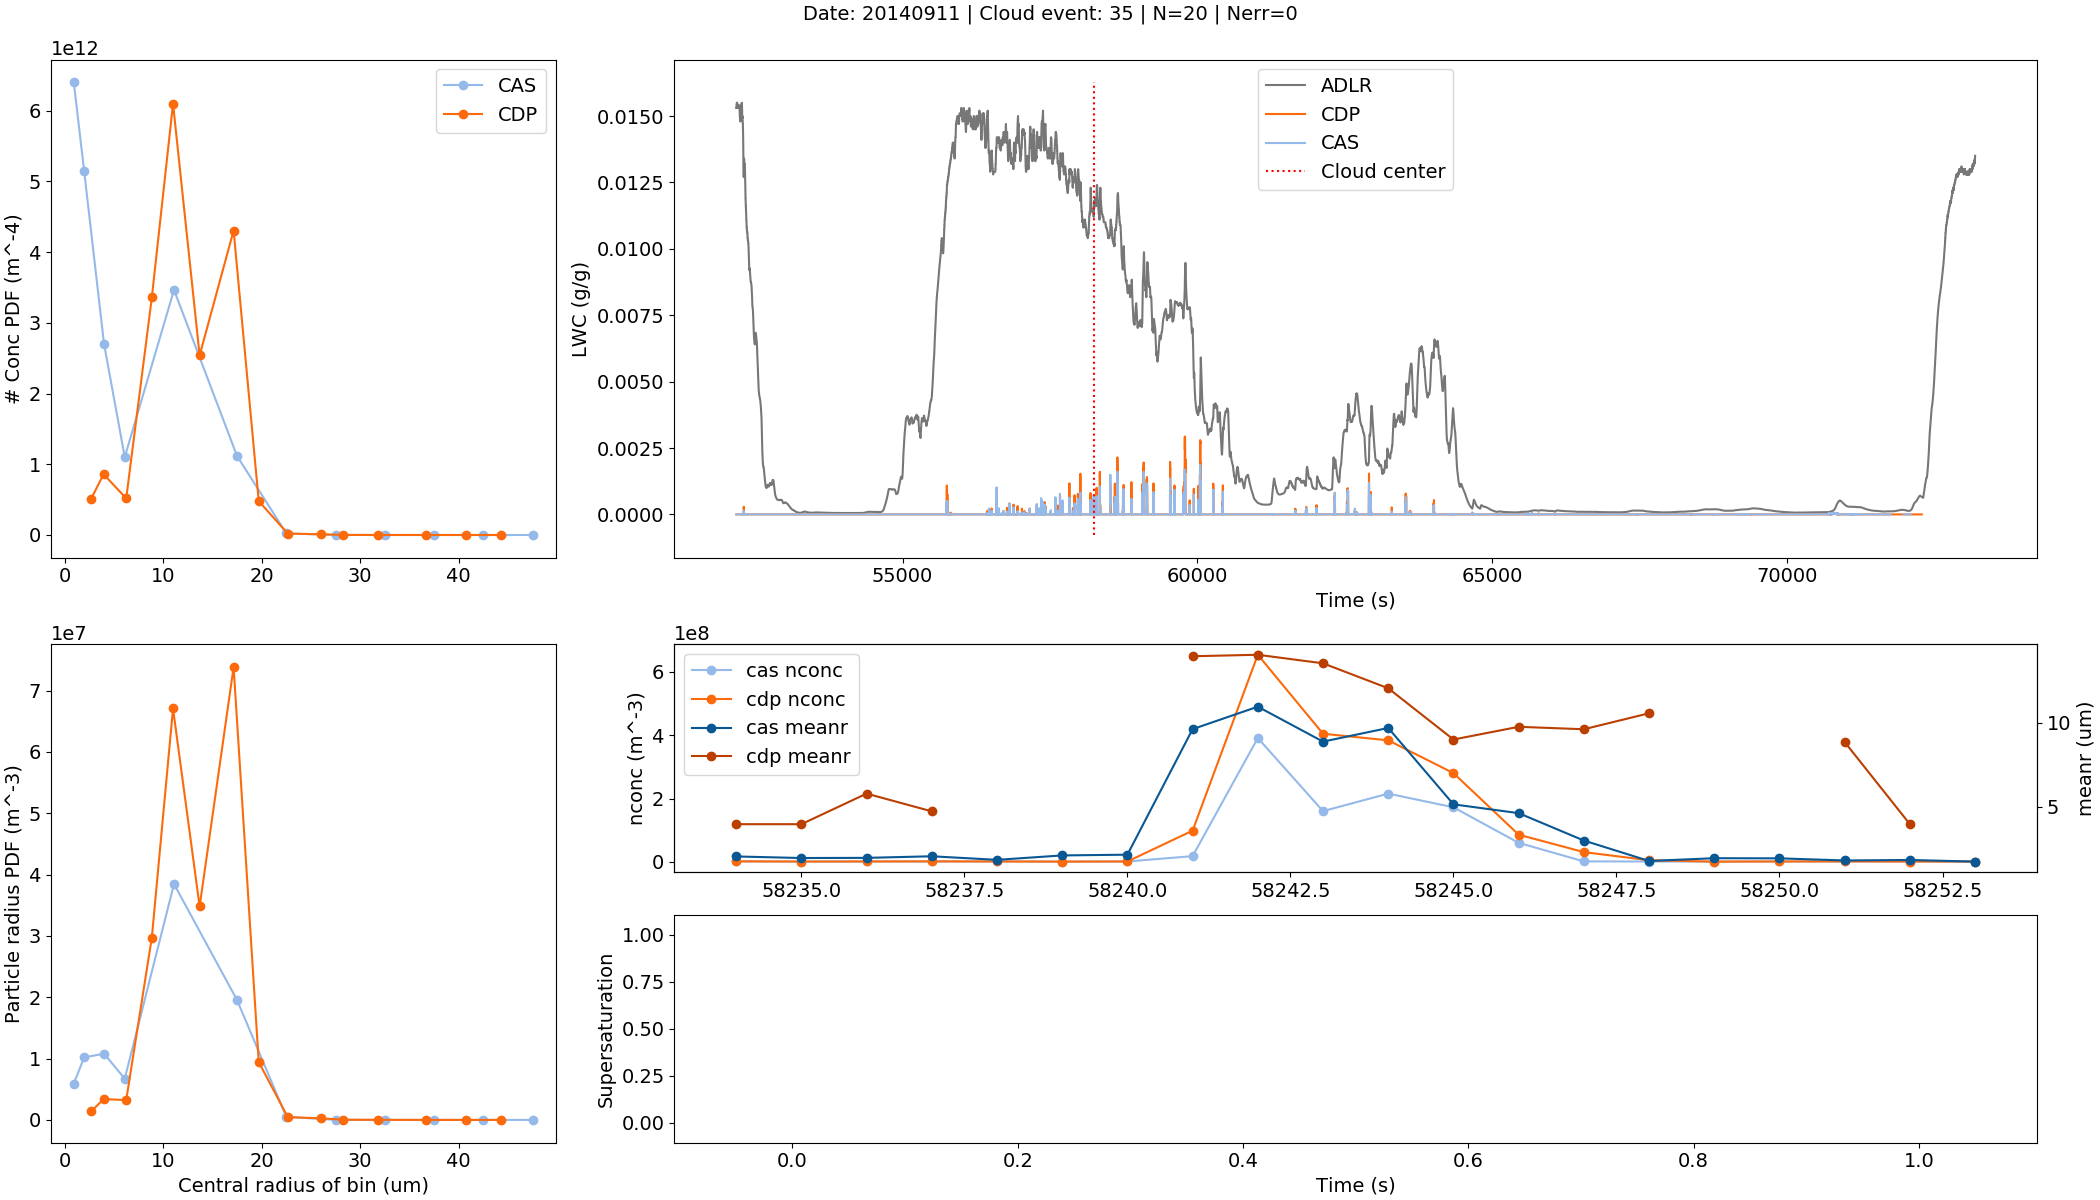 Date: 20140911 | Cloud event: 35 | N=20 | Nerr=0
1e12
# Conc PDF (m^-4)
6
5
4
3
2
1
0
0 10 20 30 40
CAS
CDP
LWC (g/g)
0.0150
0.0125
0.0100
0.0075
0.0050
0.0025
0.0000
55000 60000 65000 70000
Time (s)
ADLR
CDP
CAS
Cloud center
1e7
Particle radius PDF (m^-3)
7
6
5
4
3
2
1
0
0 10 20 30 40
Central radius of bin (um)
1e8
nconc (m^-3)
6
4
2
0
cas nconc
cdp nconc
cas meanr
cdp meanr
10
5
meanr (um)
58235.0 58237.5 58240.0 58242.5 58245.0 58247.5 58250.0 58252.5
Supersaturation
1.00
0.75
0.50
0.25
0.00
0.0 0.2 0.4 0.6 0.8 1.0
Time (s)